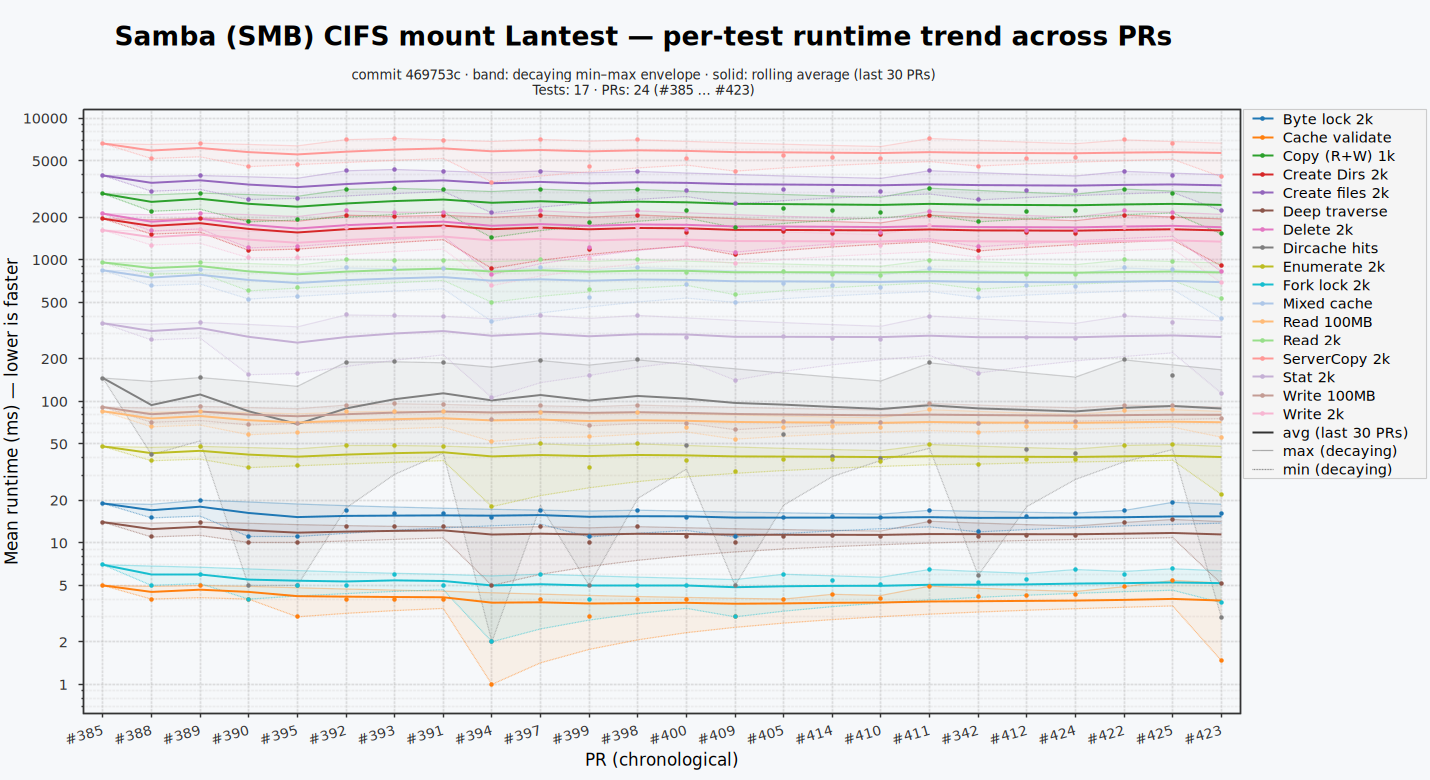 Samba (SMB) CIFS mount Lantest — per-test runtime trend across PRs
commit 469753c · band: decaying min–max envelope · solid: rolling average (last 30 PRs)
Tests: 17 · PRs: 24 (#385 … #423)
Mean runtime (ms) — lower is faster
10000
5000
2000
1000
500
200
100
50
20
10
5
2
1
#385
#388
#389
#390
#395
#392
#393
#391
#394
#397
#399
#398
#400
#409
#405
#414
#410
#411
#342
#412
#424
#422
#425
#423
PR (chronological)
Byte lock 2k
Cache validate
Copy (R+W) 1k
Create Dirs 2k
Create files 2k
Deep traverse
Delete 2k
Dircache hits
Enumerate 2k
Fork lock 2k
Mixed cache
Read 100MB
Read 2k
ServerCopy 2k
Stat 2k
Write 100MB
Write 2k
avg (last 30 PRs)
max (decaying)
min (decaying)